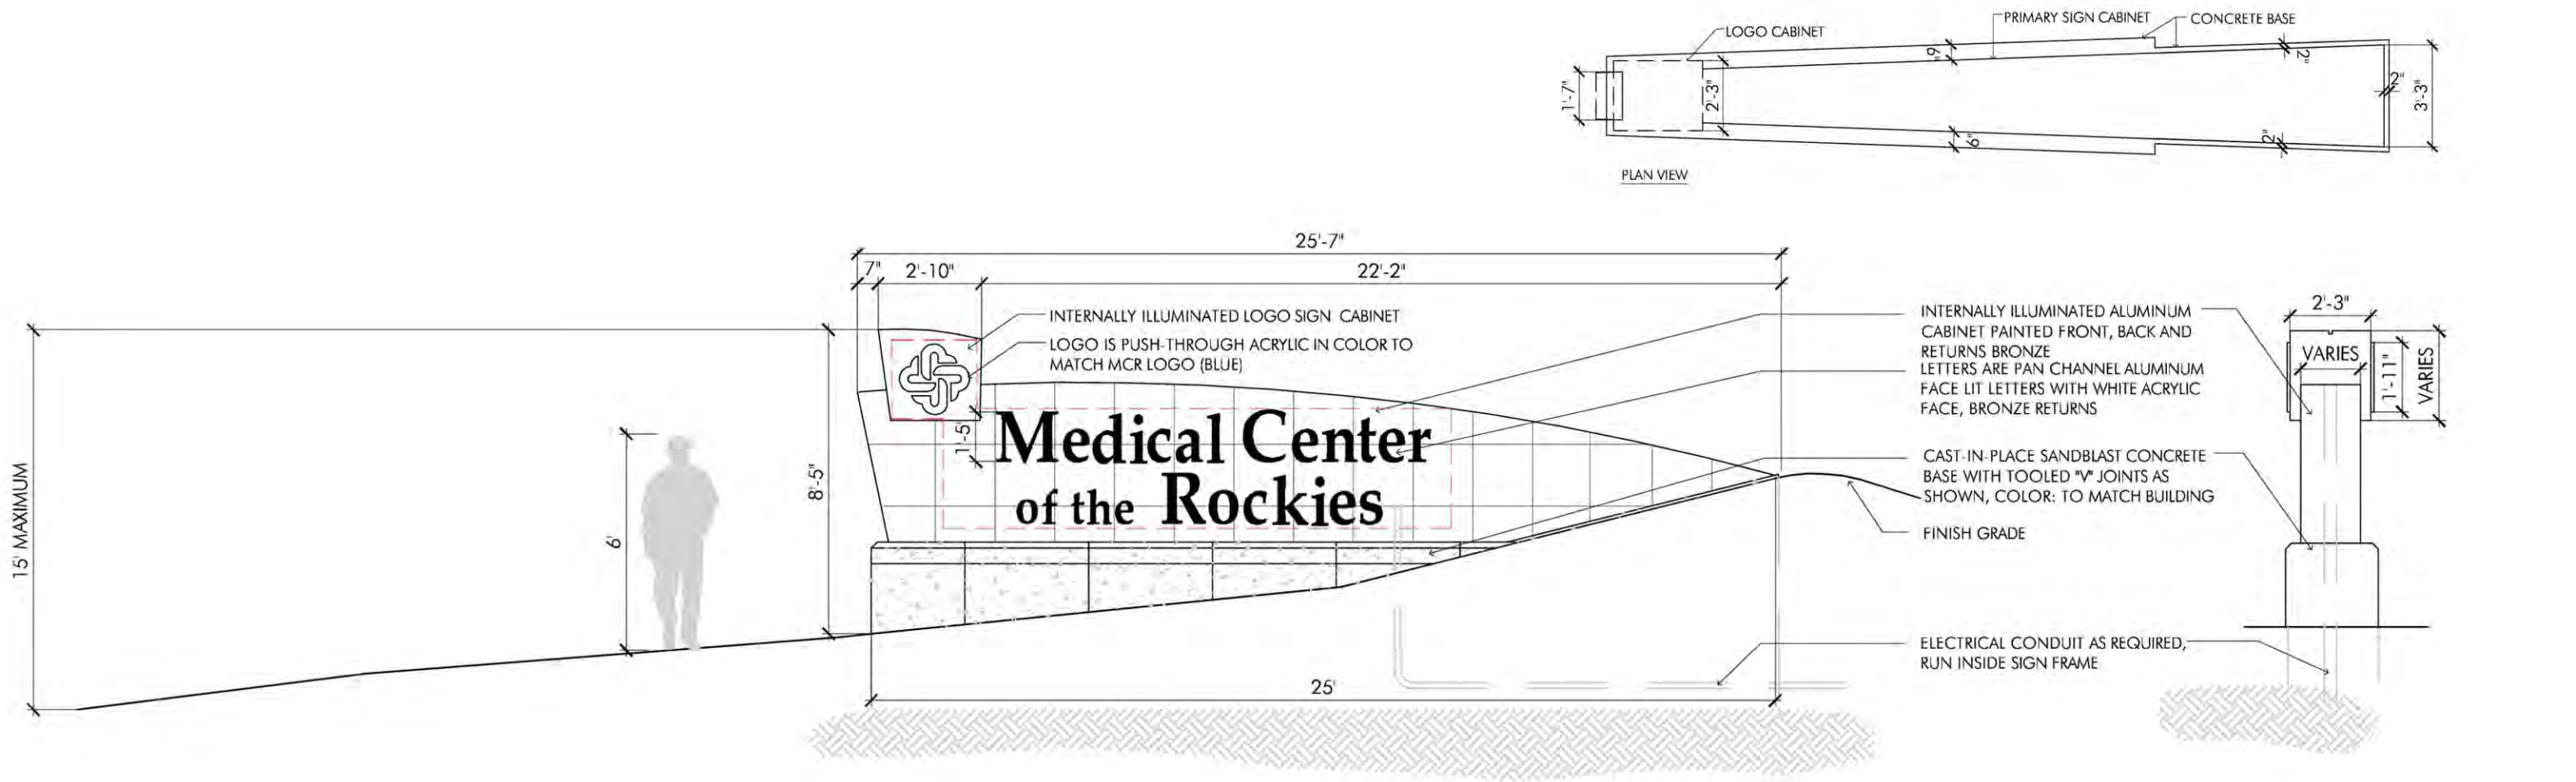 PRIMARY SIGN CABINET
CONCRETE BASE
LOGO CABINET
6"
2"
1'-7"
2'-3"
2"
3'-3"
6"
2"
PLAN VIEW
25'-7"
7"
2'-10"
22'-2"
INTERNALLY ILLUMINATED LOGO SIGN CABINET
LOGO IS PUSH-THROUGH ACRYLIC IN COLOR TO
MATCH MCR LOGO (BLUE)
15' MAXIMUM
6'
8'-5"
1'-5"
Medical Center
of the Rockies
25'
INTERNALLY ILLUMINATED ALUMINUM
CABINET PAINTED FRONT, BACK AND
RETURNS BRONZE
LETTERS ARE PAN CHANNEL ALUMINUM
FACE LIT LETTERS WITH WHITE ACRYLIC
FACE, BRONZE RETURNS
CAST-IN-PLACE SANDBLAST CONCRETE
BASE WITH TOOLED "V" JOINTS AS
SHOWN, COLOR: TO MATCH BUILDING
FINISH GRADE
ELECTRICAL CONDUIT AS REQUIRED,
RUN INSIDE SIGN FRAME
2'-3"
VARIES
1'-11"
VARIES